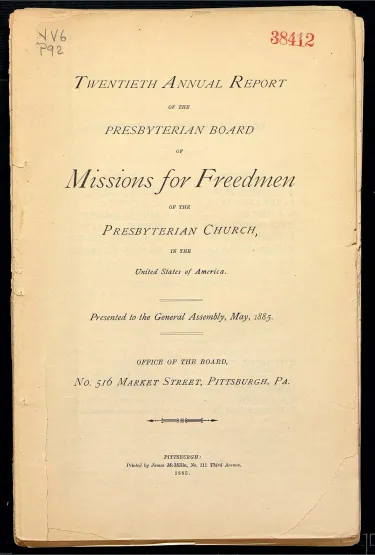 VV6
P92
38412
TWENTIETH ANNUAL REPORT
OF THE
PRESBYTERIAN BOARD
OF
Missions for Freedmen
OF THE
PRESBYTERIAN CHURCH,
IN THE
United States of America.
Presented to the General Assembly, May, 1885.
OFFICE OF THE BOARD,
NO. 516 MARKET STREET, PITTSBURGH, PA.
PITTSBURGH:
Printed by James McMillin, No. 111 Third Avenue.
1885.